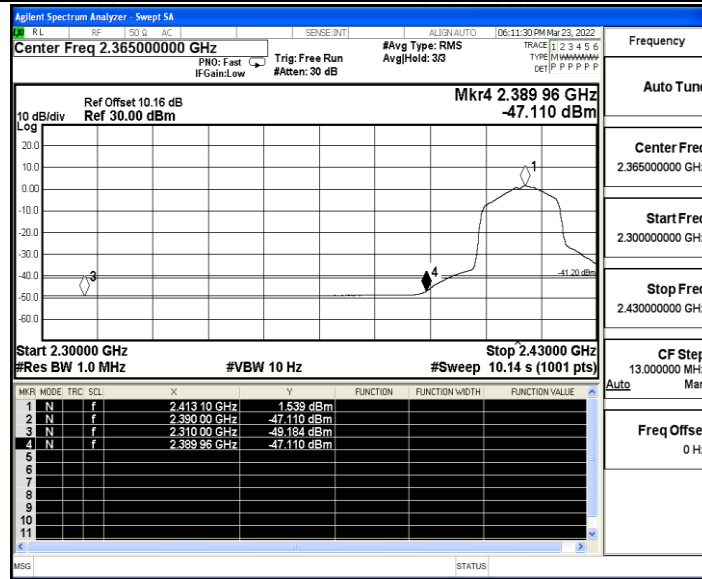 Agilent Spectrum Analyzer - Swept SA
RL RF 50 Ω AC SENSE:INT ALIGN AUTO 06:11:30 PM Mar 23, 2022
Center Freq 2.365000000 GHz
PNO: Fast
IFGain:Low
Trig: Free Run
#Atten: 30 dB
#Avg Type: RMS
Avg|Hold: 3/3
TRACE 1 2 3 4 5 6
TYPE M
DET P P P P P P
Ref Offset 10.16 dB
10 dB/div Ref 30.00 dBm
Log
Mkr4 2.389 96 GHz
-47.110 dBm
20.0
10.0
0.00
-10.0
-20.0
-30.0
-40.0
-50.0
-60.0
1
3
4
-41.20 dBm
Start 2.30000 GHz Stop 2.43000 GHz
#Res BW 1.0 MHz #VBW 10 Hz #Sweep 10.14 s (1001 pts)
MKR MODE TRC SCL X Y FUNCTION FUNCTION WIDTH FUNCTION VALUE
1 N f 2.413 10 GHz 1.539 dBm
2 N f 2.390 00 GHz -47.110 dBm
3 N f 2.310 00 GHz -49.184 dBm
4 N f 2.389 96 GHz -47.110 dBm
5
6
7
8
9
10
11
MSG STATUS
Frequency
Auto Tune
Center Freq
2.365000000 GHz
Start Freq
2.300000000 GHz
Stop Freq
2.430000000 GHz
CF Step
13.000000 MHz
Auto Man
Freq Offset
0 Hz